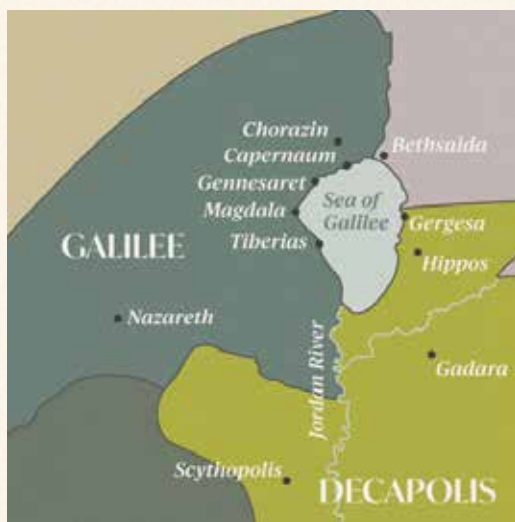 Chorazin
Capernaum
Bethsaida
Gennesaret
Sea of
Galilee
Magdala
Gergesa
Tiberias
GALILEE
Hippos
Nazareth
Jordan River
Gadara
Scythopolis
DECAPOLIS